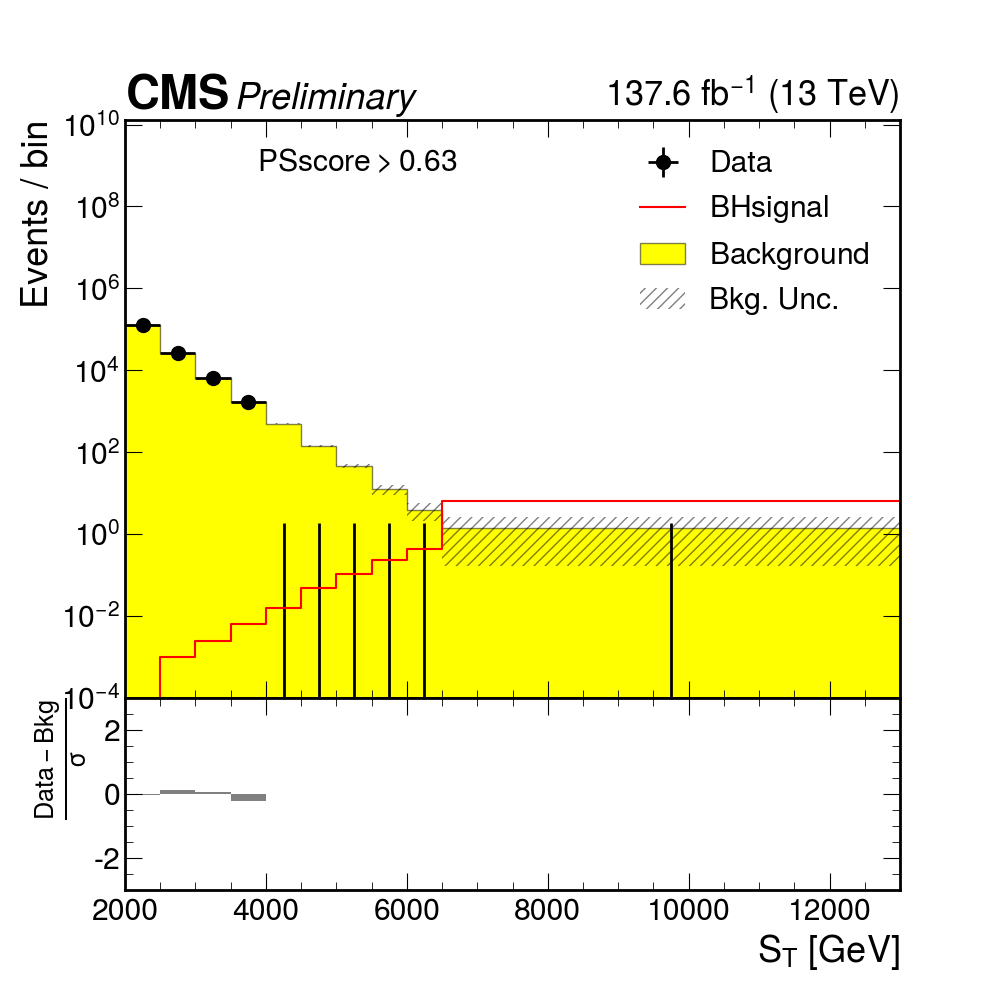 CMS Preliminary 137.6 fb⁻¹ (13 TeV)
Events / bin
10¹⁰
10⁸
10⁶
10⁴
10²
10⁰
10⁻²
10⁻⁴
PSscore > 0.63
Data
BHsignal
Background
Bkg. Unc.
Data – Bkg
σ
2
0
-2
2000 4000 6000 8000 10000 12000
S_T [GeV]